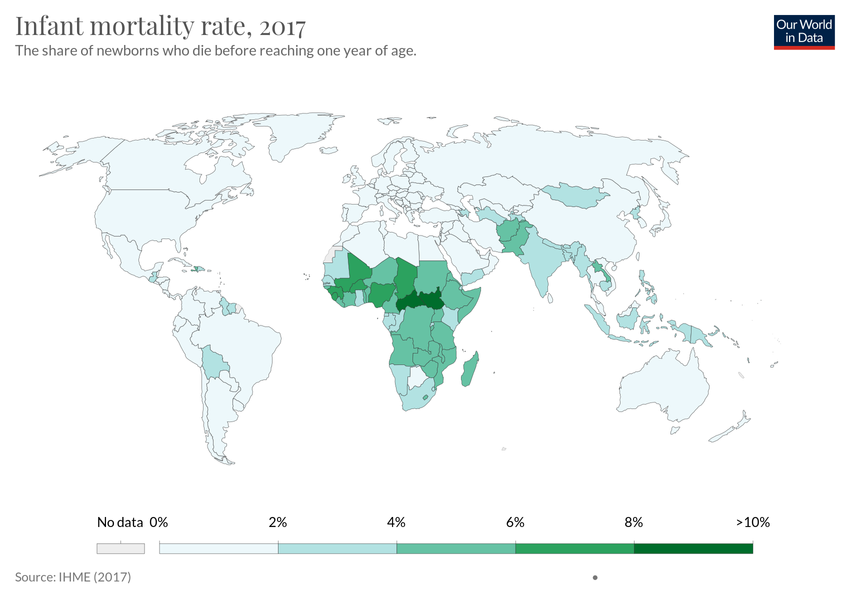 Infant mortality rate, 2017
Our World
in Data
The share of newborns who die before reaching one year of age.
No data 0% 2% 4% 6% 8% >10%
Source: IHME (2017)